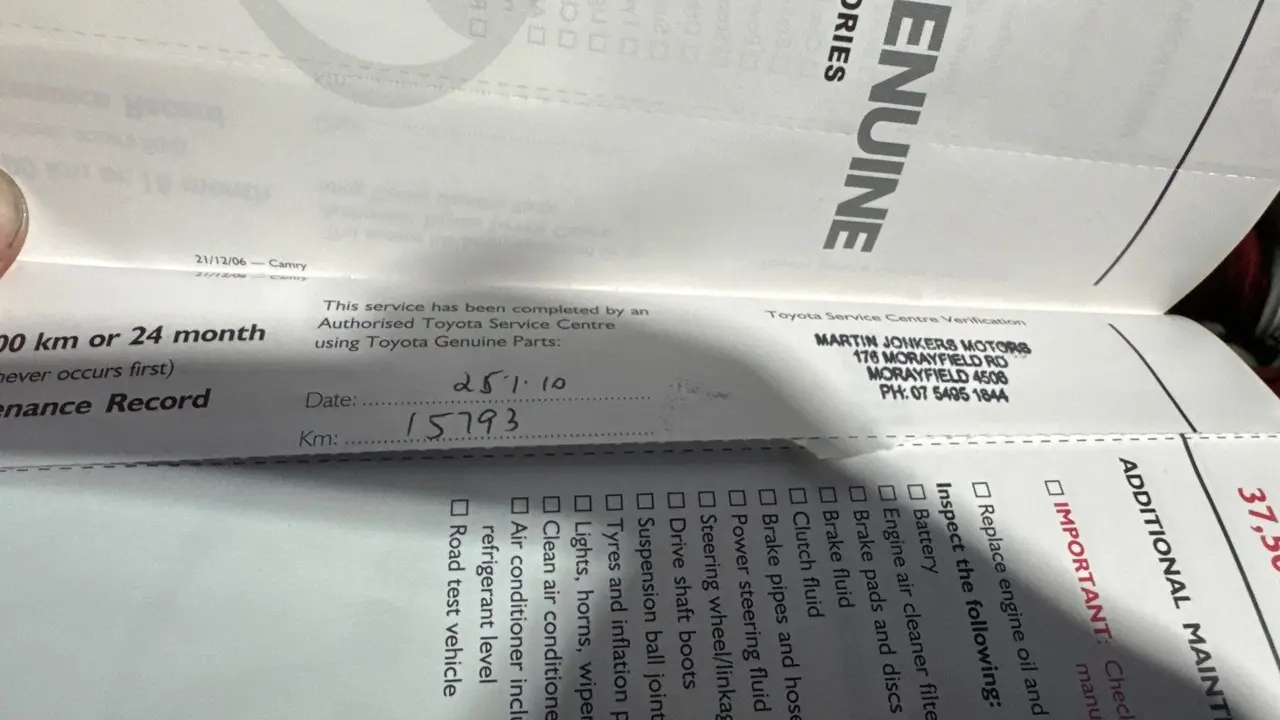 ENUINE
ORIES
21/12/06 — Camry
00 km or 24 month
never occurs first)
enance Record
This service has been completed by an
Authorised Toyota Service Centre
using Toyota Genuine Parts:
Date: 25.1.10
Km: 15793
Toyota Service Centre Verification
MARTIN JONKERS MOTORS
176 MORAYFIELD RD
MORAYFIELD 4506
PH: 07 5495 1844
37,50
ADDITIONAL MAINT
☐ IMPORTANT: Chec
manu
☐ Replace engine oil and
Inspect the following:
☐ Battery
☐ Engine air cleaner filte
☐ Brake pads and discs
☐ Brake fluid
☐ Clutch fluid
☐ Brake pipes and hose
☐ Power steering fluid
☐ Steering wheel/linkag
☐ Drive shaft boots
☐ Suspension ball joint
☐ Tyres and inflation p
☐ Lights, horns, wiper
☐ Clean air conditione
☐ Air conditioner inclu
refrigerant level
☐ Road test vehicle